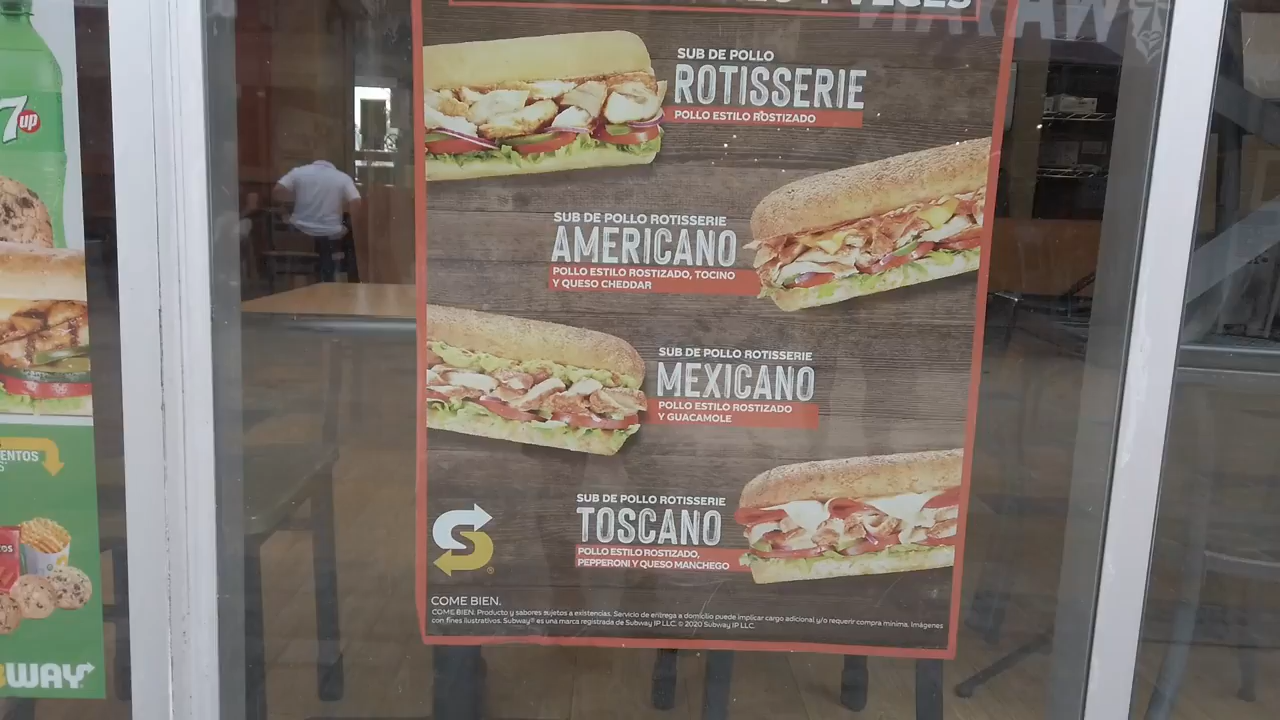 VECES
7up
SUB DE POLLO
ROTISSERIE
POLLO ESTILO ROSTIZADO
SUB DE POLLO ROTISSERIE
AMERICANO
POLLO ESTILO ROSTIZADO, TOCINO
Y QUESO CHEDDAR
SUB DE POLLO ROTISSERIE
MEXICANO
POLLO ESTILO ROSTIZADO
Y GUACAMOLE
SUB DE POLLO ROTISSERIE
TOSCANO
POLLO ESTILO ROSTIZADO,
PEPPERONI Y QUESO MANCHEGO
ENTOS
S
®
COME BIEN.
COME BIEN. Producto y sabores sujetos a existencias. Servicio de entrega a domicilio puede implicar cargo adicional y/o requerir compra mínima. Imágenes
con fines ilustrativos. Subway® es una marca registrada de Subway IP LLC. © 2020 Subway IP LLC.
WAY